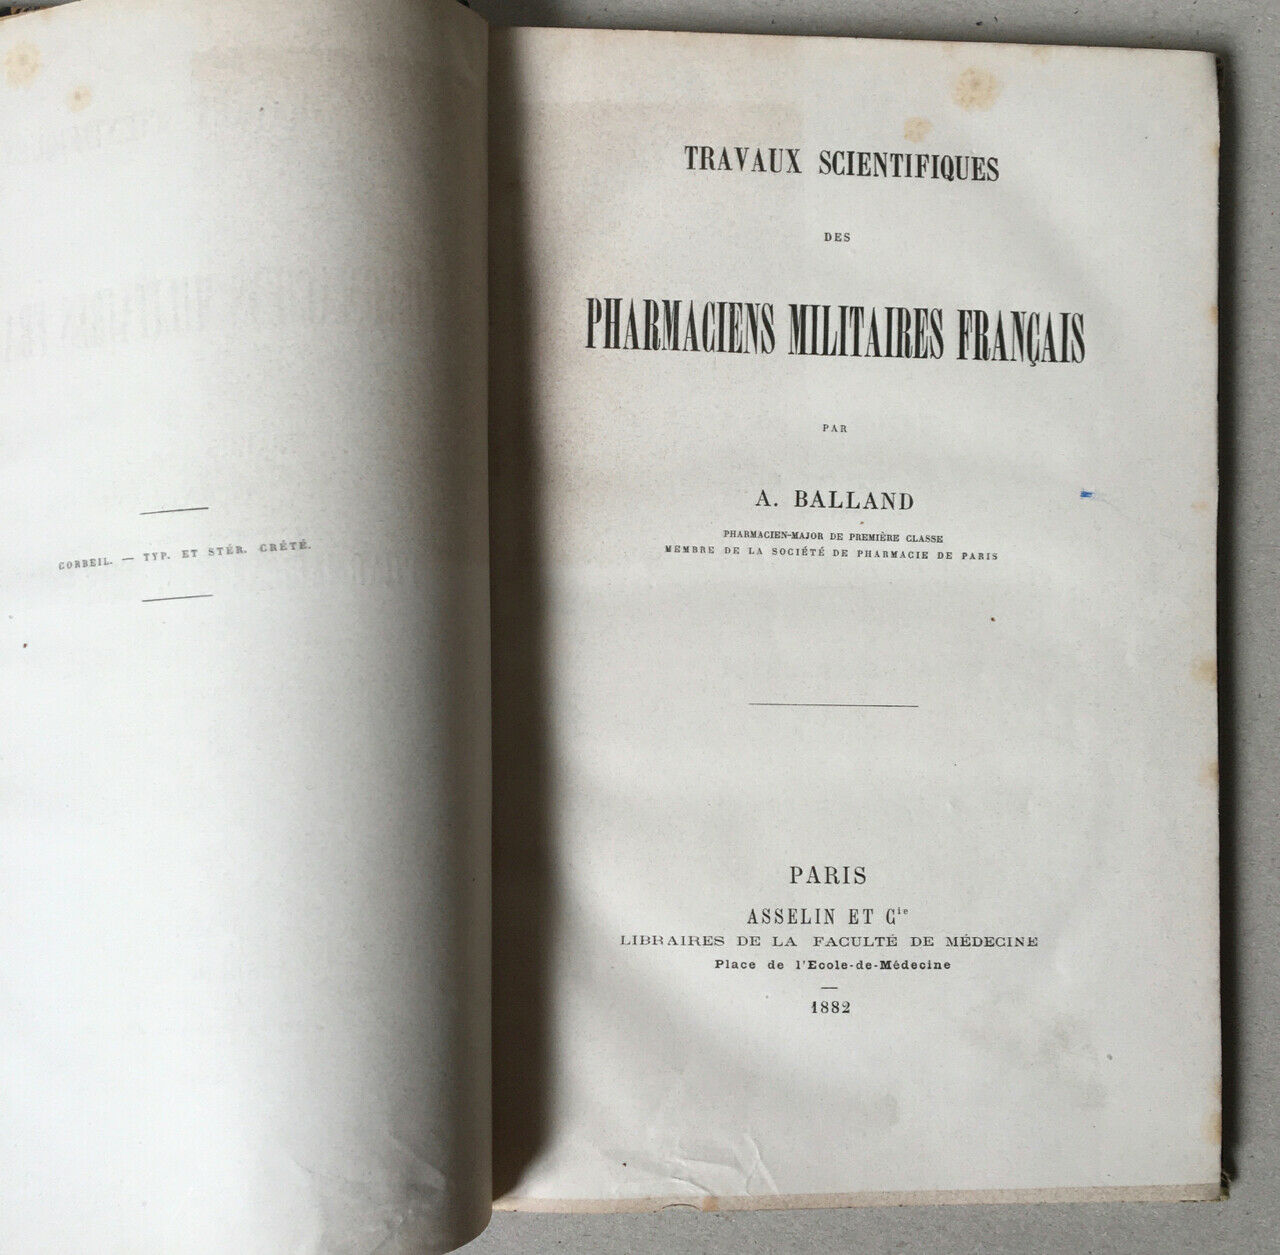 CORBEIL. — TYP. ET STÉR. CRÉTÉ.
TRAVAUX SCIENTIFIQUES
DES
PHARMACIENS MILITAIRES FRANÇAIS
PAR
A. BALLAND
PHARMACIEN-MAJOR DE PREMIÈRE CLASSE
MEMBRE DE LA SOCIÉTÉ DE PHARMACIE DE PARIS
PARIS
ASSELIN ET Cie
LIBRAIRES DE LA FACULTÉ DE MÉDECINE
Place de l'Ecole-de-Médecine
1882